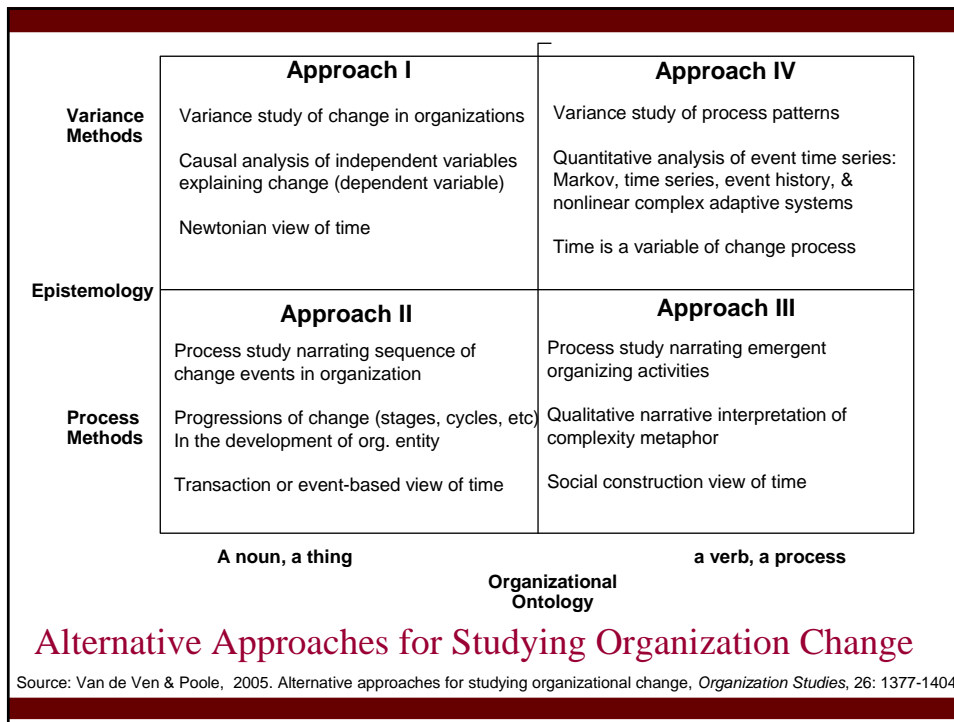 Approach I
Variance
Methods
Variance study of change in organizations
Causal analysis of independent variables
explaining change (dependent variable)
Newtonian view of time
Approach IV
Variance study of process patterns
Quantitative analysis of event time series:
Markov, time series, event history, &
nonlinear complex adaptive systems
Time is a variable of change process
Epistemology
Approach II
Process study narrating sequence of
change events in organization
Process
Methods
Progressions of change (stages, cycles, etc)
In the development of org. entity
Transaction or event-based view of time
Approach III
Process study narrating emergent
organizing activities
Qualitative narrative interpretation of
complexity metaphor
Social construction view of time
A noun, a thing
a verb, a process
Organizational
Ontology
Alternative Approaches for Studying Organization Change
Source: Van de Ven & Poole, 2005. Alternative approaches for studying organizational change, Organization Studies, 26: 1377-1404